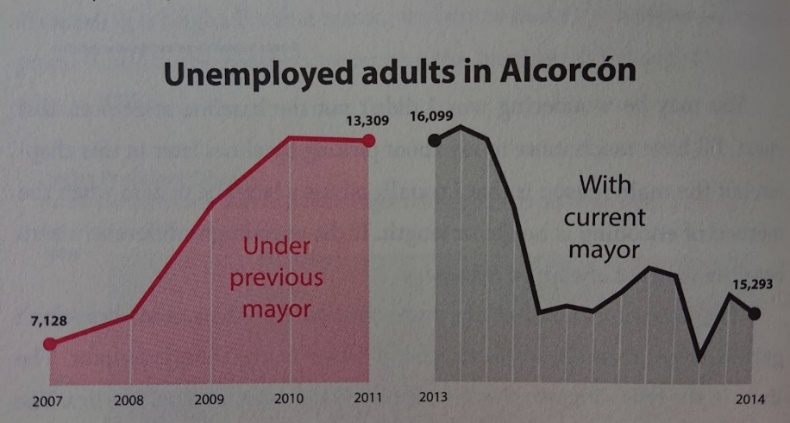 Unemployed adults in Alcorcón
13,309
16,099
With
current
mayor
Under
previous
mayor
7,128
15,293
2007
2008
2009
2010
2011
2013
2014